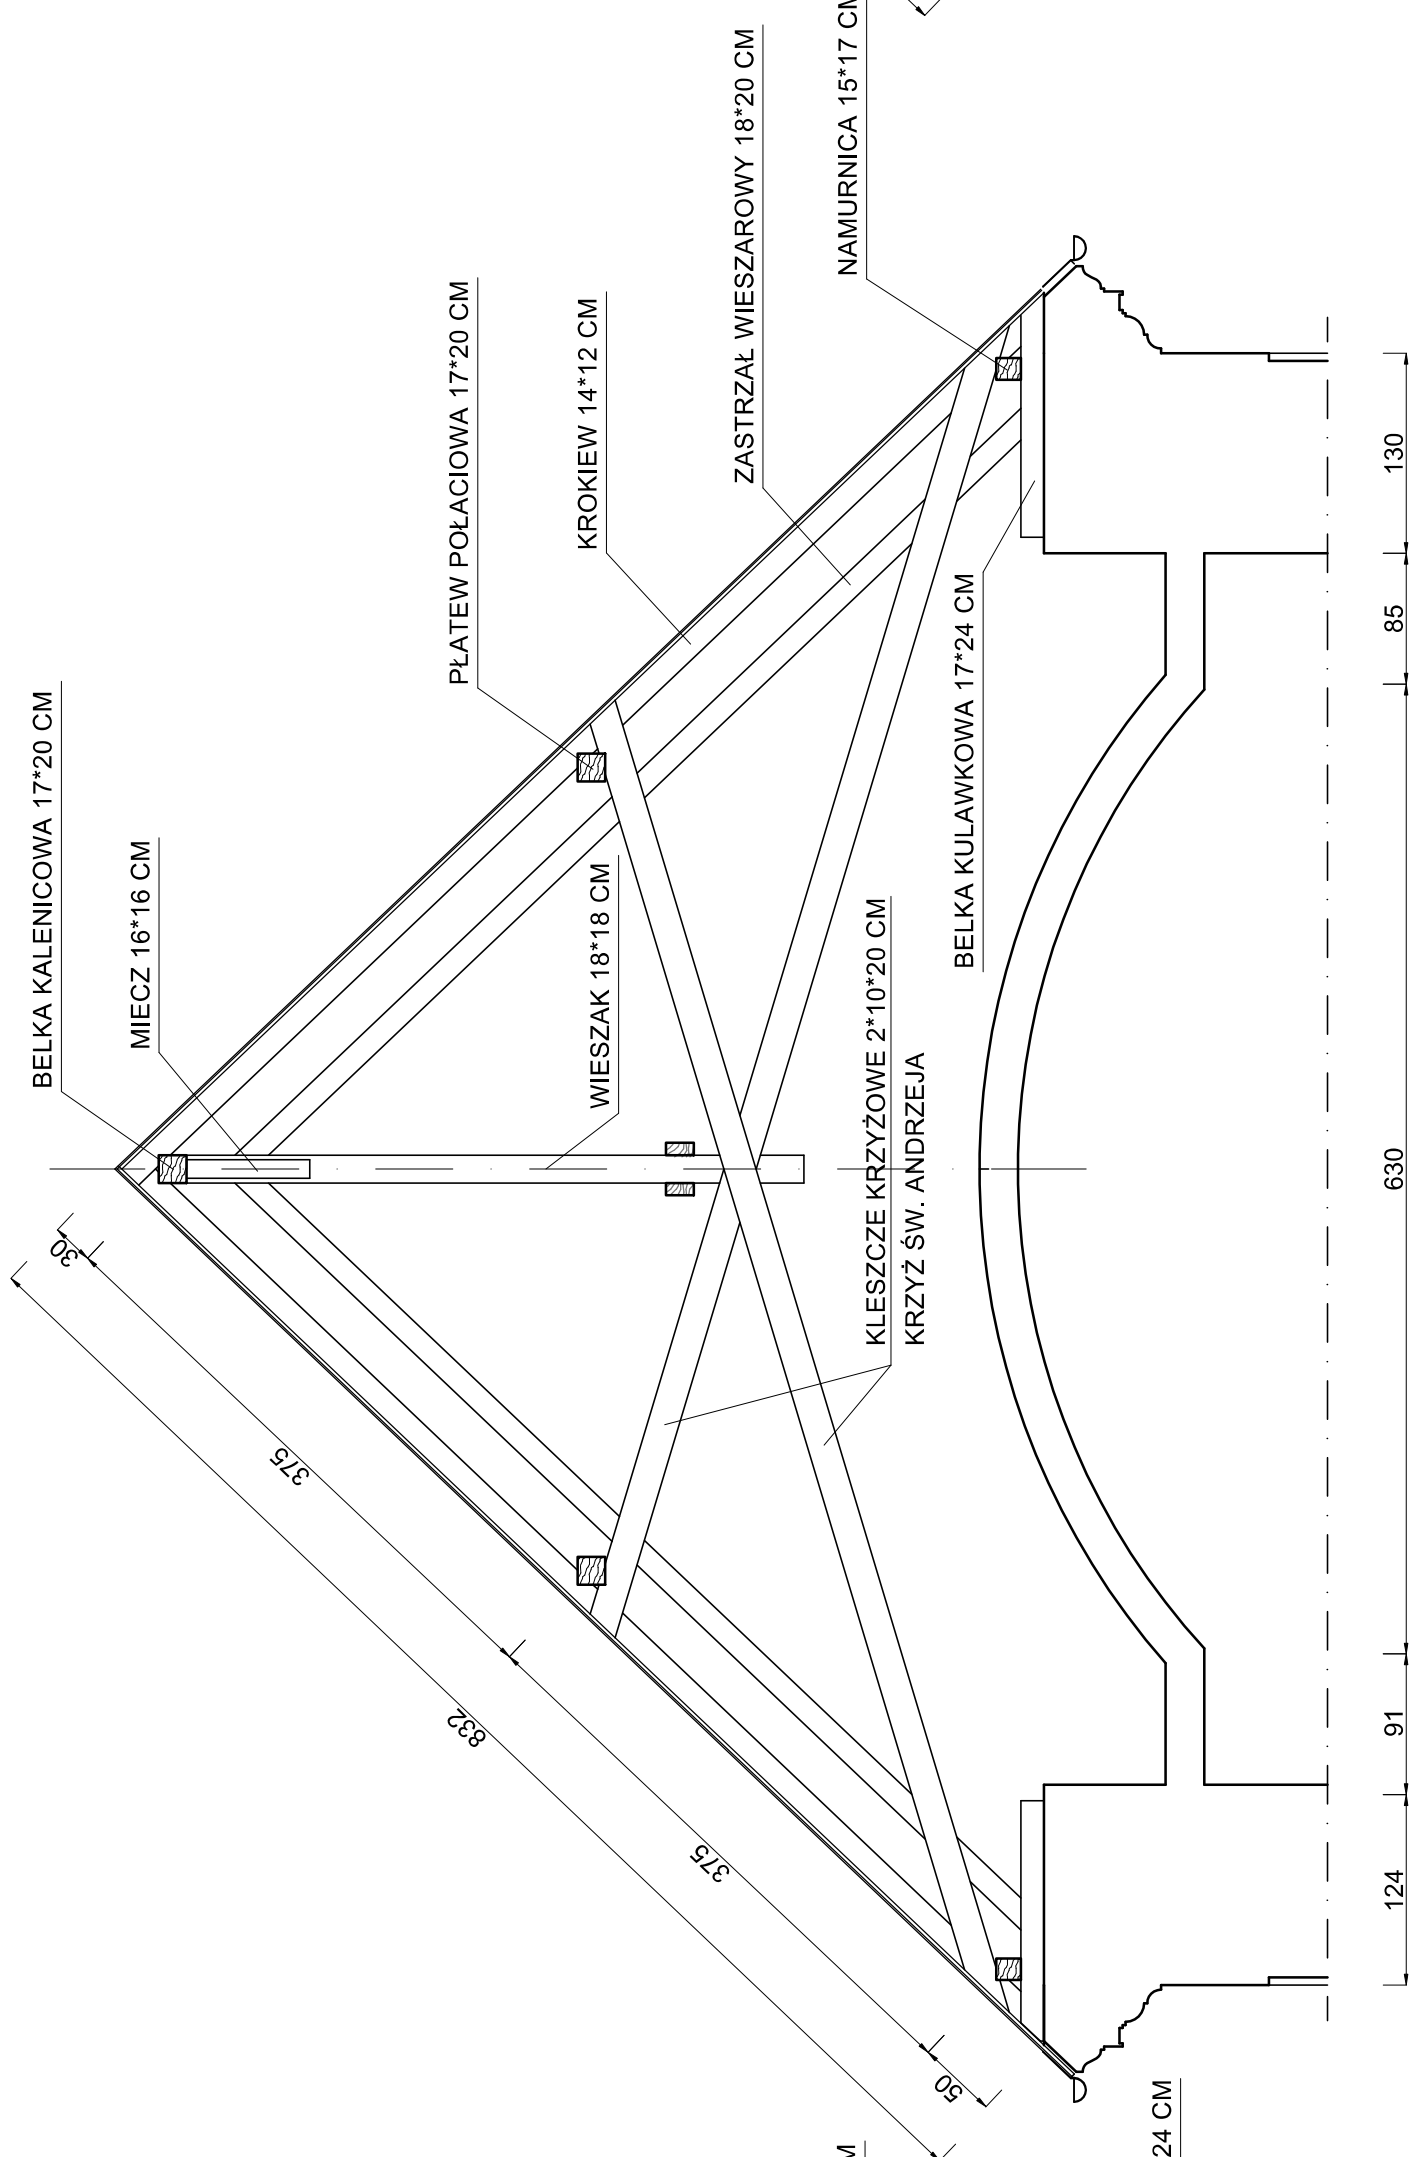 BELKA KALENICOWA 17*20 CM
MIECZ 16*16 CM
PŁATEW POŁACIOWA 17*20 CM
KROKIEW 14*12 CM
WIESZAK 18*18 CM
ZASTRZAŁ WIESZAROWY 18*20 CM
NAMURNICA 15*17 CM
KLESZCZE KRZYŻOWE 2*10*20 CM
KRZYŻ ŚW. ANDRZEJA
BELKA KULAWKOWA 17*24 CM
30
375
832
375
50
M
24 CM
124
91
630
85
130